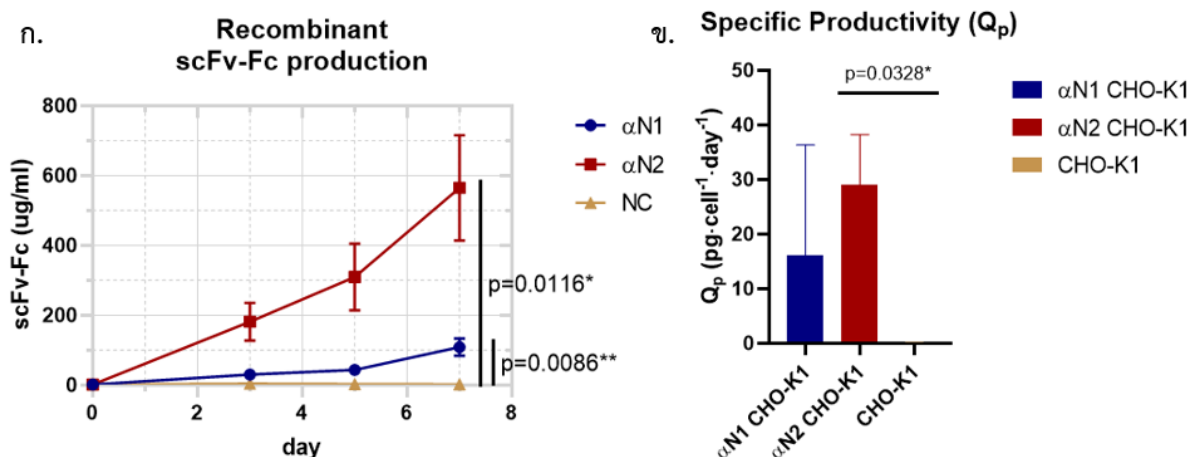 ก.
Recombinant
scFv-Fc production
scFv-Fc (ug/ml)
800
600
400
200
0
0 2 4 6 8
day
αN1
αN2
NC
p=0.0116*
p=0.0086**
ข.
Specific Productivity (Qp)
Qp (pg·cell⁻¹·day⁻¹)
50
40
30
20
10
0
p=0.0328*
αN1 CHO-K1
αN2 CHO-K1
CHO-K1
αN1 CHO-K1
αN2 CHO-K1
CHO-K1